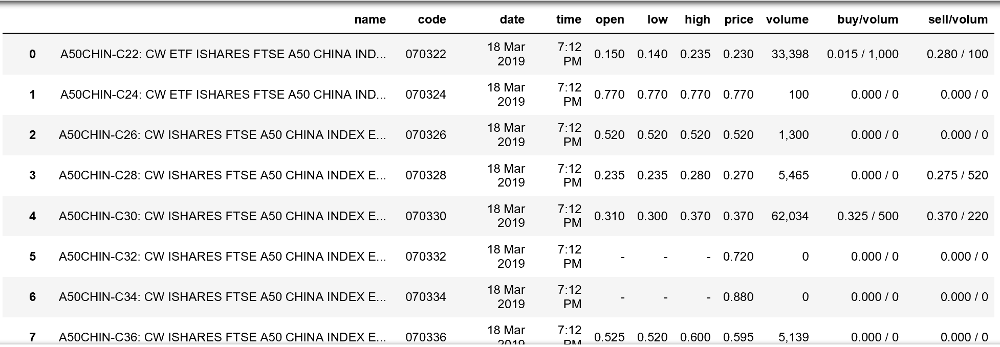 name code date time open low high price volume buy/volum sell/volum
0 A50CHIN-C22: CW ETF ISHARES FTSE A50 CHINA IND... 070322 18 Mar 2019 7:12 PM 0.150 0.140 0.235 0.230 33,398 0.015 / 1,000 0.280 / 100
1 A50CHIN-C24: CW ETF ISHARES FTSE A50 CHINA IND... 070324 18 Mar 2019 7:12 PM 0.770 0.770 0.770 0.770 100 0.000 / 0 0.000 / 0
2 A50CHIN-C26: CW ISHARES FTSE A50 CHINA INDEX E... 070326 18 Mar 2019 7:12 PM 0.520 0.520 0.520 0.520 1,300 0.000 / 0 0.000 / 0
3 A50CHIN-C28: CW ISHARES FTSE A50 CHINA INDEX E... 070328 18 Mar 2019 7:12 PM 0.235 0.235 0.280 0.270 5,465 0.000 / 0 0.275 / 520
4 A50CHIN-C30: CW ISHARES FTSE A50 CHINA INDEX E... 070330 18 Mar 2019 7:12 PM 0.310 0.300 0.370 0.370 62,034 0.325 / 500 0.370 / 220
5 A50CHIN-C32: CW ISHARES FTSE A50 CHINA INDEX E... 070332 18 Mar 2019 7:12 PM - - - 0.720 0 0.000 / 0 0.000 / 0
6 A50CHIN-C34: CW ISHARES FTSE A50 CHINA INDEX E... 070334 18 Mar 2019 7:12 PM - - - 0.880 0 0.000 / 0 0.000 / 0
7 A50CHIN-C36: CW ISHARES FTSE A50 CHINA INDEX E... 070336 18 Mar 2019 7:12 PM 0.525 0.520 0.600 0.595 5,139 0.000 / 0 0.000 / 0